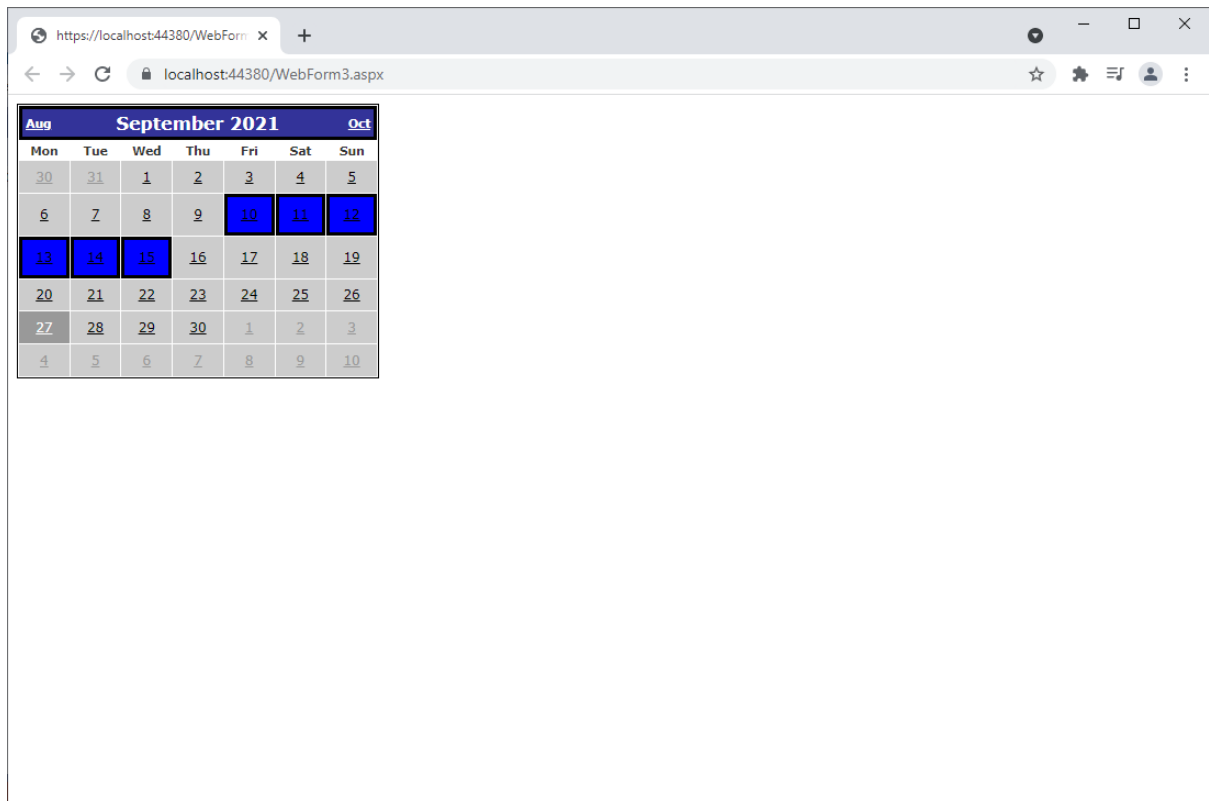 https://localhost:44380/WebForm
localhost:44380/WebForm3.aspx
Aug September 2021 Oct
Mon Tue Wed Thu Fri Sat Sun
30 31 1 2 3 4 5
6 7 8 9 10 11 12
13 14 15 16 17 18 19
20 21 22 23 24 25 26
27 28 29 30 1 2 3
4 5 6 7 8 9 10